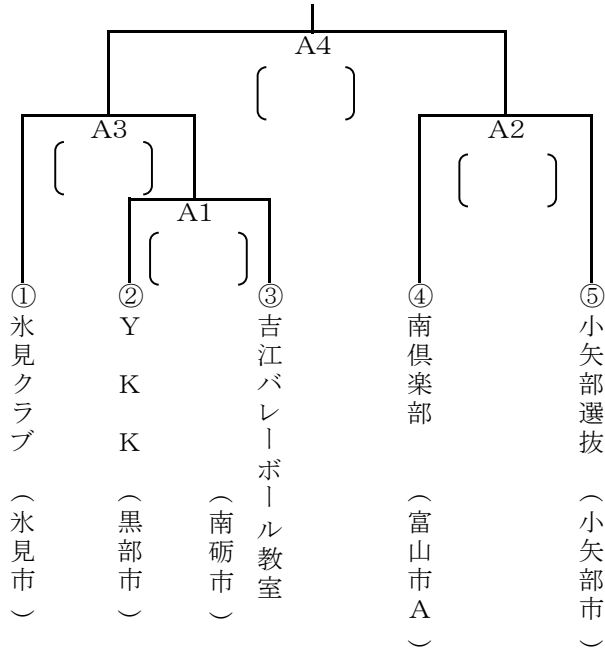 A4
A3
A2
A1
①氷見クラブ（氷見市）
②YKK（黒部市）
③吉江バレーボール教室
（南砺市）
④南倶楽部（富山市A）
⑤小矢部選抜（小矢部市）